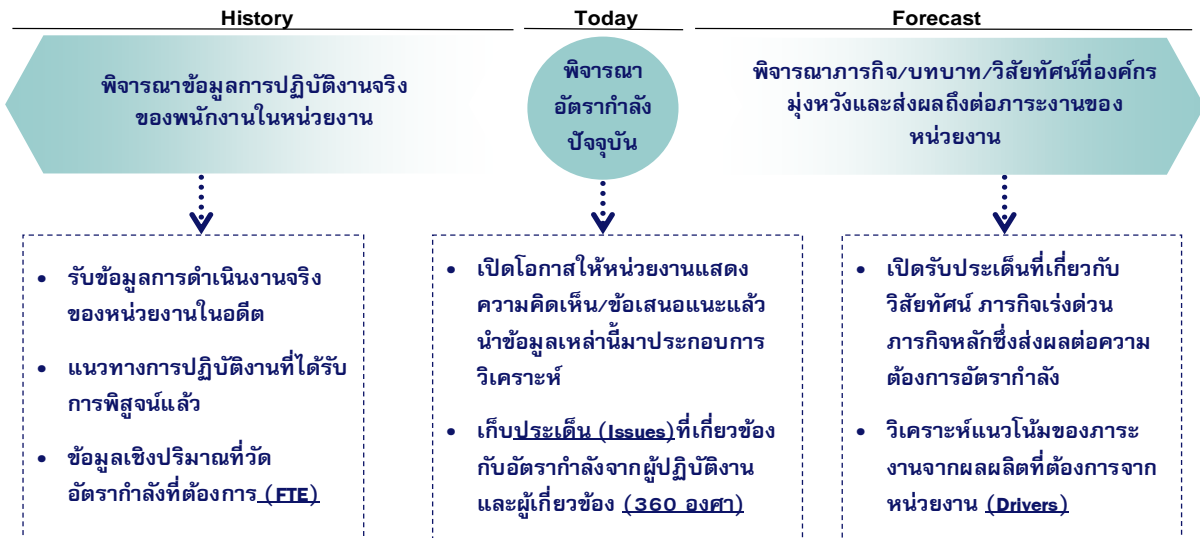 History
Today
Forecast
พิจารณาข้อมูลการปฏิบัติงานจริง
ของพนักงานในหน่วยงาน
พิจารณา
อัตรากำลัง
ปัจจุบัน
พิจารณาภารกิจ/บทบาท/วิสัยทัศน์ที่องค์กร
มุ่งหวังและส่งผลถึงต่อภาระงานของ
หน่วยงาน
• รับข้อมูลการดำเนินงานจริง
ของหน่วยงานในอดีต
• แนวทางการปฏิบัติงานที่ได้รับ
การพิสูจน์แล้ว
• ข้อมูลเชิงปริมาณที่วัด
อัตรากำลังที่ต้องการ (FTE)
• เปิดโอกาสให้หน่วยงานแสดง
ความคิดเห็น/ข้อเสนอแนะแล้ว
นำข้อมูลเหล่านี้มาประกอบการ
วิเคราะห์
• เก็บประเด็น (Issues)ที่เกี่ยวข้อง
กับอัตรากำลังจากผู้ปฏิบัติงาน
และผู้เกี่ยวข้อง (360 องศา)
• เปิดรับประเด็นที่เกี่ยวกับ
วิสัยทัศน์ ภารกิจเร่งด่วน
ภารกิจหลักซึ่งส่งผลต่อความ
ต้องการอัตรากำลัง
• วิเคราะห์แนวโน้มของภาระ
งานจากผลผลิตที่ต้องการจาก
หน่วยงาน (Drivers)